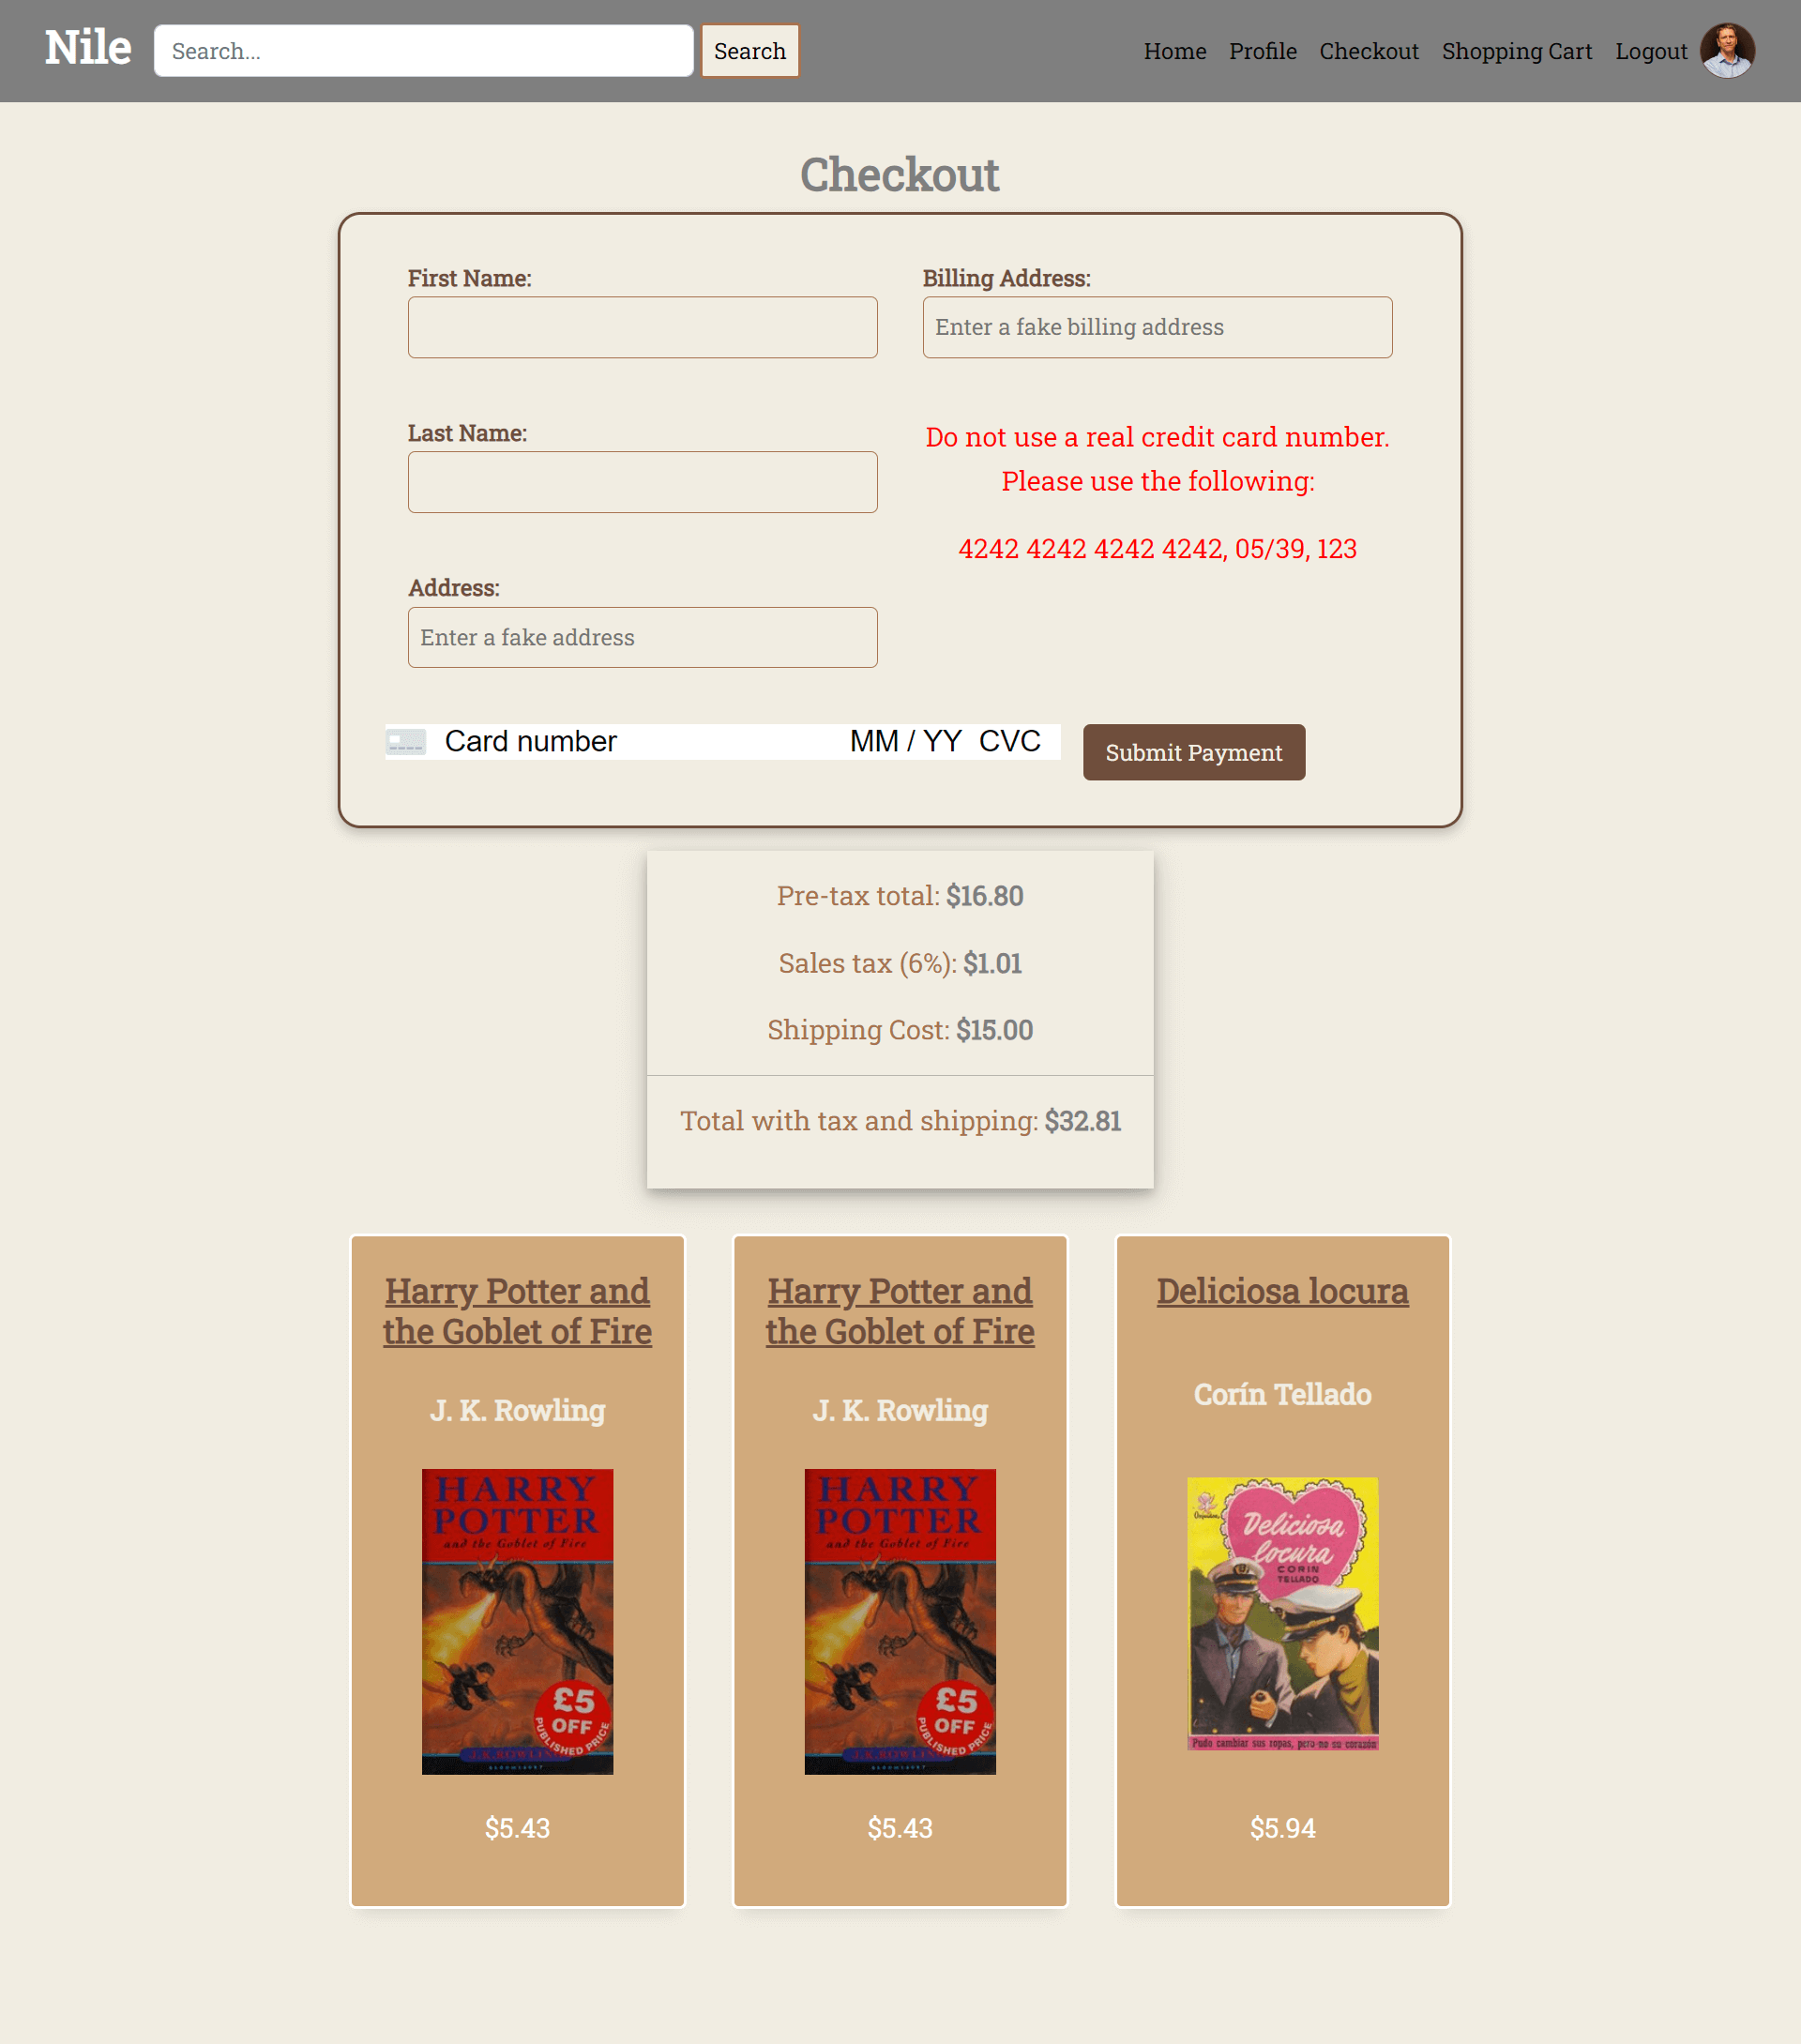 Nile
Search...
Search
Home Profile Checkout Shopping Cart Logout
Checkout
First Name:
Billing Address:
Enter a fake billing address
Last Name:
Do not use a real credit card number.
Please use the following:
4242 4242 4242 4242, 05/39, 123
Address:
Enter a fake address
Card number MM / YY CVC
Submit Payment
Pre-tax total: $16.80
Sales tax (6%): $1.01
Shipping Cost: $15.00
Total with tax and shipping: $32.81
Harry Potter and
the Goblet of Fire
J. K. Rowling
HARRY
POTTER
and the Goblet of Fire
£5
OFF
PUBLISHED PRICE
J.K.ROWLING
BLOOMSBURY
$5.43
Harry Potter and
the Goblet of Fire
J. K. Rowling
HARRY
POTTER
and the Goblet of Fire
£5
OFF
PUBLISHED PRICE
J.K.ROWLING
BLOOMSBURY
$5.43
Deliciosa locura
Corín Tellado
Deliciosa
locura
CORIN
TELLADO
Pudo cambiar sus ropas, pero no su corazón
$5.94